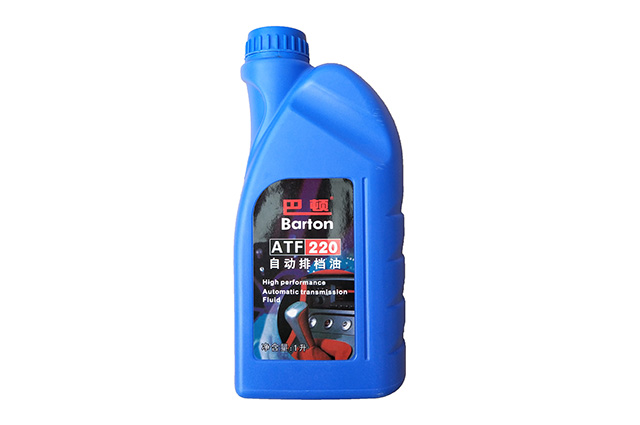 巴顿
Barton
ATF 220
自动排档油
High performance
Automatic transmission
Fluid
净含量:1升